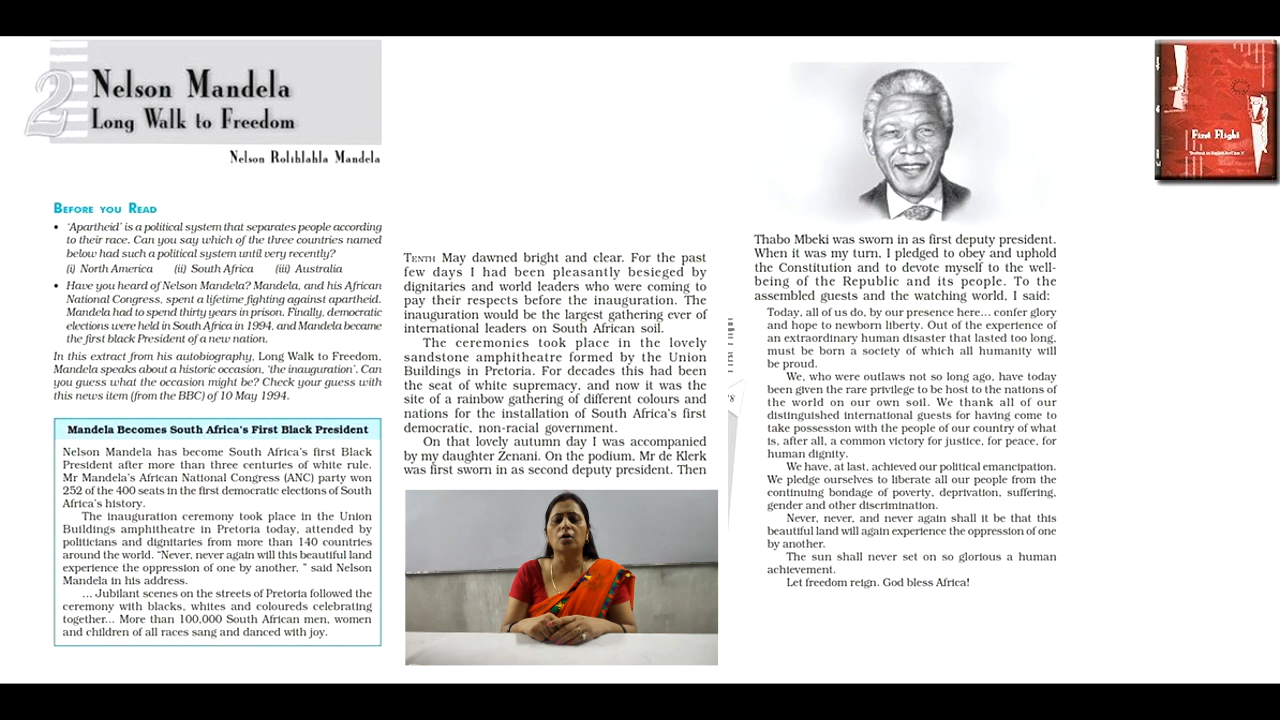 2
Nelson Mandela
Long Walk to Freedom
Nelson Rolihlahla Mandela
BEFORE YOU READ
• 'Apartheid' is a political system that separates people according
to their race. Can you say which of the three countries named
below had such a political system until very recently?
(i) North America (ii) South Africa (iii) Australia
• Have you heard of Nelson Mandela? Mandela, and his African
National Congress, spent a lifetime fighting against apartheid.
Mandela had to spend thirty years in prison. Finally, democratic
elections were held in South Africa in 1994, and Mandela became
the first black President of a new nation.
In this extract from his autobiography, Long Walk to Freedom,
Mandela speaks about a historic occasion, 'the inauguration'. Can
you guess what the occasion might be? Check your guess with
this news item (from the BBC) of 10 May 1994.
Mandela Becomes South Africa's First Black President
Nelson Mandela has become South Africa's first Black
President after more than three centuries of white rule.
Mr Mandela's African National Congress (ANC) party won
252 of the 400 seats in the first democratic elections of South
Africa's history.
The inauguration ceremony took place in the Union
Buildings amphitheatre in Pretoria today, attended by
politicians and dignitaries from more than 140 countries
around the world. "Never, never again will this beautiful land
experience the oppression of one by another, " said Nelson
Mandela in his address.
... Jubilant scenes on the streets of Pretoria followed the
ceremony with blacks, whites and coloureds celebrating
together... More than 100,000 South African men, women
and children of all races sang and danced with joy.
TENTH May dawned bright and clear. For the past
few days I had been pleasantly besieged by
dignitaries and world leaders who were coming to
pay their respects before the inauguration. The
inauguration would be the largest gathering ever of
international leaders on South African soil.
The ceremonies took place in the lovely
sandstone amphitheatre formed by the Union
Buildings in Pretoria. For decades this had been
the seat of white supremacy, and now it was the
site of a rainbow gathering of different colours and
nations for the installation of South Africa's first
democratic, non-racial government.
On that lovely autumn day I was accompanied
by my daughter Zenani. On the podium, Mr de Klerk
was first sworn in as second deputy president. Then
Thabo Mbeki was sworn in as first deputy president.
When it was my turn, I pledged to obey and uphold
the Constitution and to devote myself to the well-
being of the Republic and its people. To the
assembled guests and the watching world, I said:
Today, all of us do, by our presence here... confer glory
and hope to newborn liberty. Out of the experience of
an extraordinary human disaster that lasted too long,
must be born a society of which all humanity will
be proud.
We, who were outlaws not so long ago, have today
been given the rare privilege to be host to the nations of
the world on our own soil. We thank all of our
distinguished international guests for having come to
take possession with the people of our country of what
is, after all, a common victory for justice, for peace, for
human dignity.
We have, at last, achieved our political emancipation.
We pledge ourselves to liberate all our people from the
continuing bondage of poverty, deprivation, suffering,
gender and other discrimination.
Never, never, and never again shall it be that this
beautiful land will again experience the oppression of one
by another.
The sun shall never set on so glorious a human
achievement.
Let freedom reign. God bless Africa!
First Flight